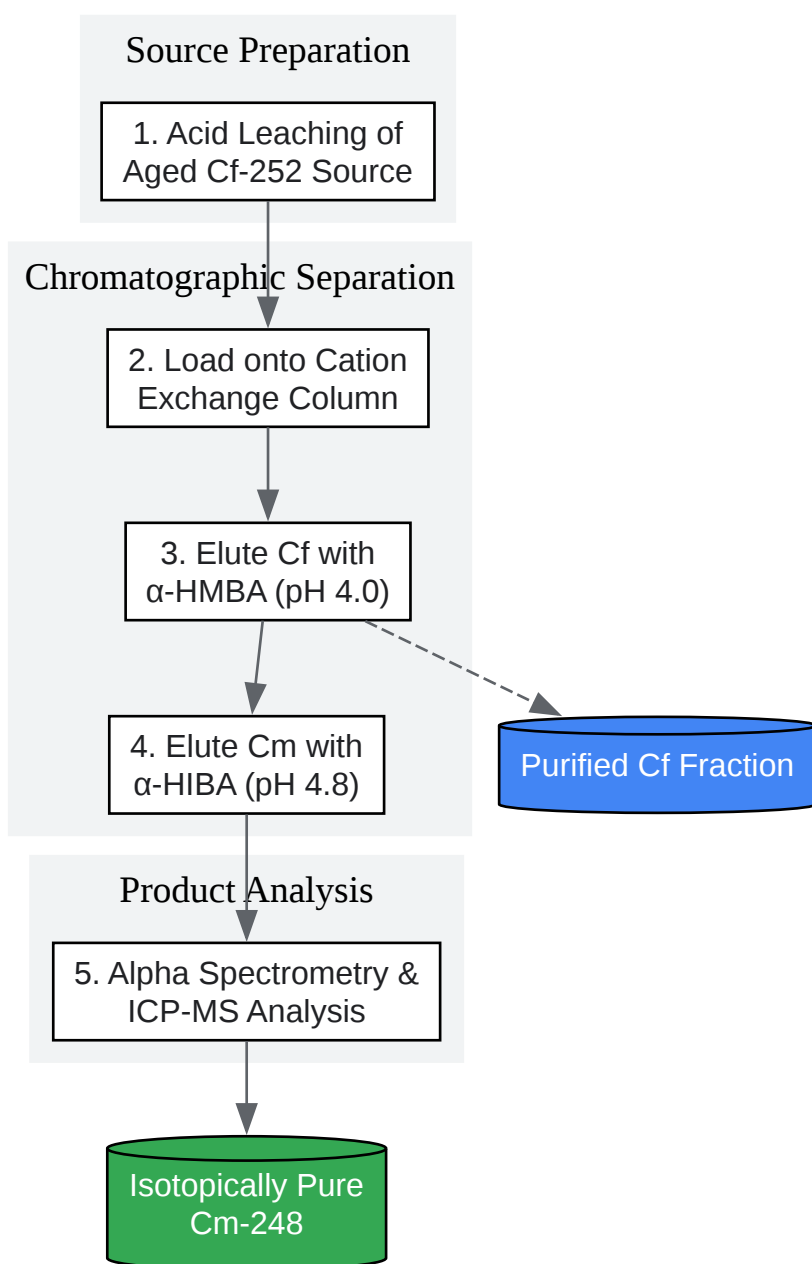 Source Preparation
1. Acid Leaching of
Aged Cf-252 Source
Chromatographic Separation
2. Load onto Cation
Exchange Column
3. Elute Cf with
α-HMBA (pH 4.0)
4. Elute Cm with
α-HIBA (pH 4.8)
Purified Cf Fraction
Product Analysis
5. Alpha Spectrometry &
ICP-MS Analysis
Isotopically Pure
Cm-248